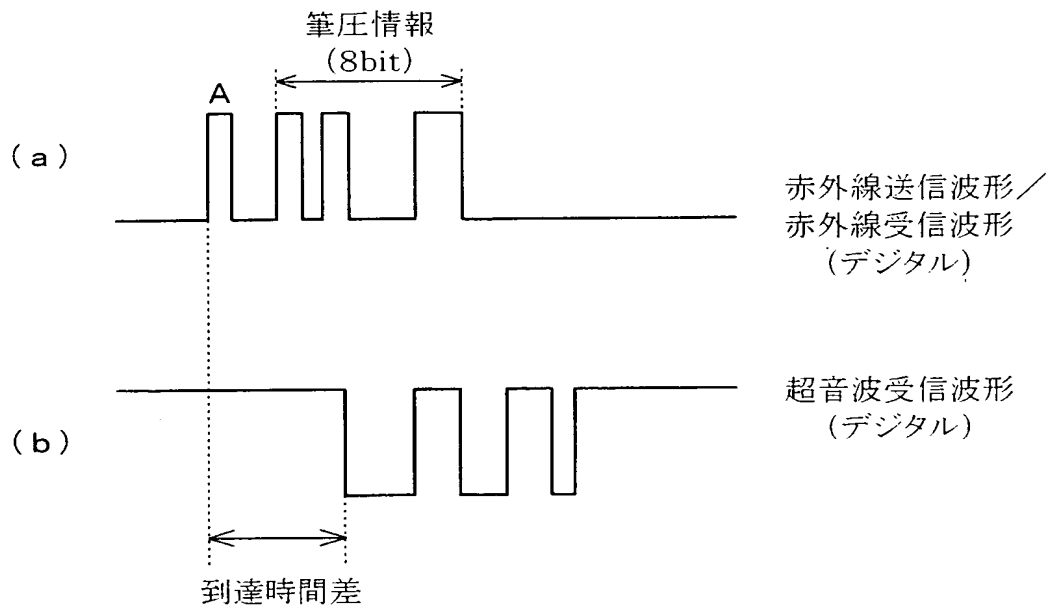 筆圧情報
(8bit)
A
(a)
赤外線送信波形/
赤外線受信波形
(デジタル)
(b)
超音波受信波形
(デジタル)
到達時間差